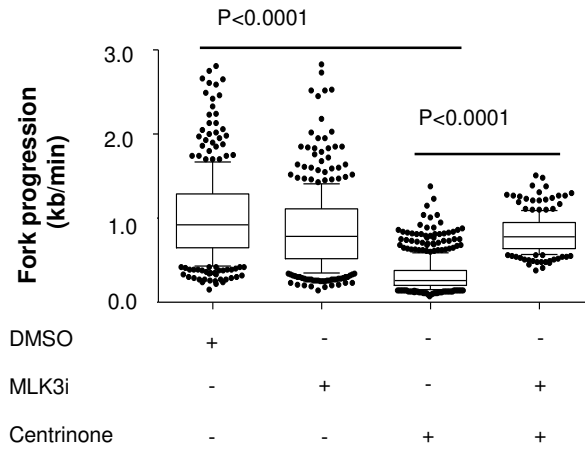 P<0.0001
P<0.0001
Fork progression
(kb/min)
3.0
2.0
1.0
0.0
DMSO + - - -
MLK3i - + - +
Centrinone - - + +